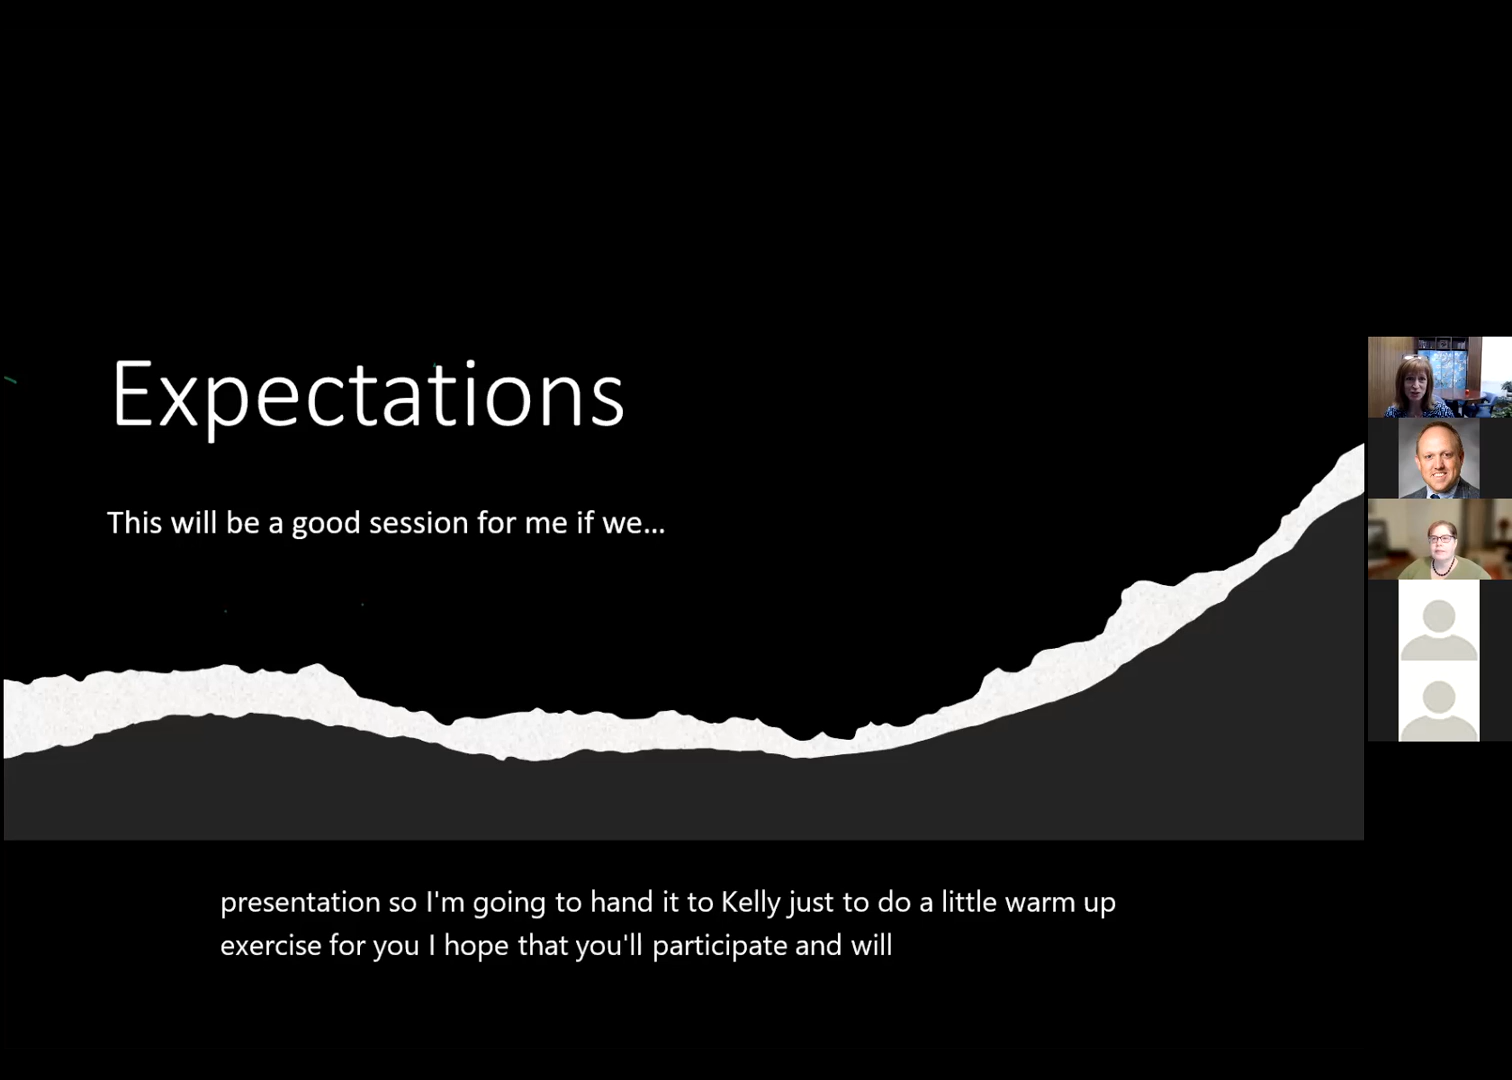 Expectations
This will be a good session for me if we...
presentation so I'm going to hand it to Kelly just to do a little warm up
exercise for you I hope that you'll participate and will